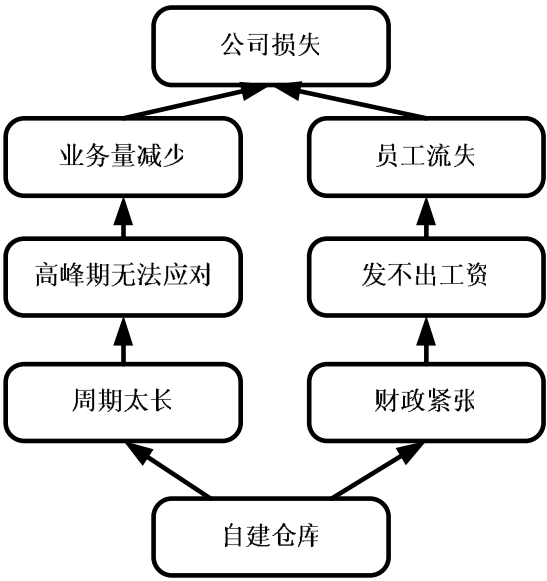 公司损失
业务量减少
员工流失
高峰期无法应对
发不出工资
周期太长
财政紧张
自建仓库